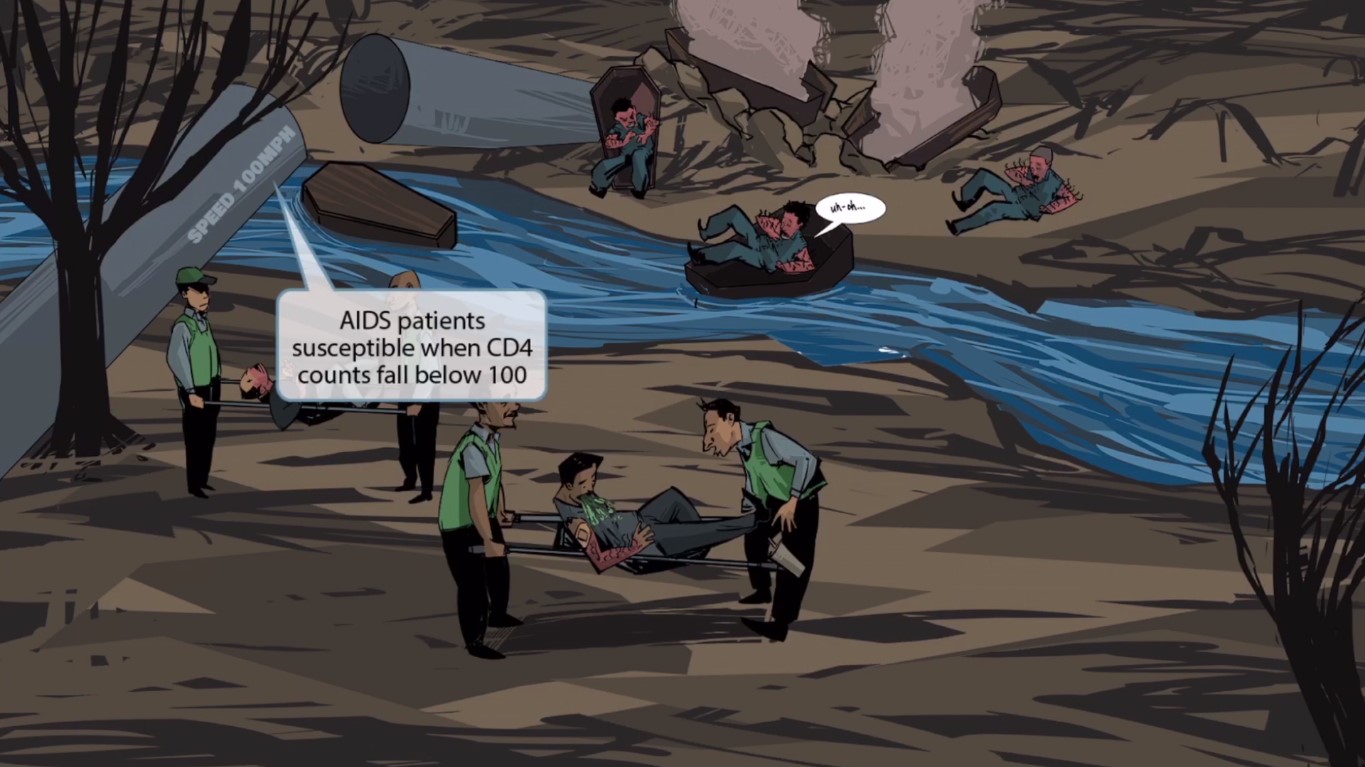 SPEED 100MPH
uh-oh...
AIDS patients
susceptible when CD4
counts fall below 100